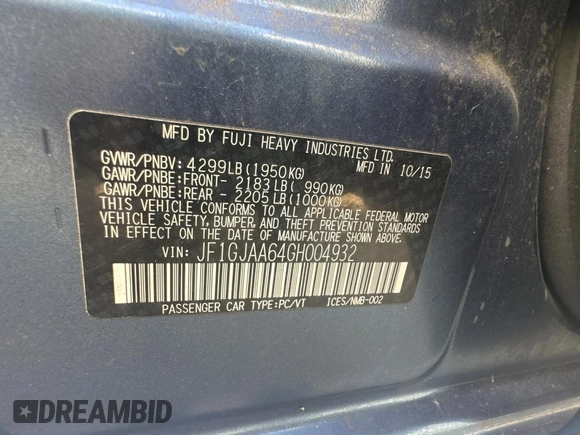 MFD BY FUJI HEAVY INDUSTRIES LTD.
GVWR/PNBV: 4299LB(1950KG) MFD IN 10/15
GAWR/PNBE:FRONT- 2183LB( 990KG)
GAWR/PNBE:REAR - 2205LB(1000KG)
THIS VEHICLE CONFORMS TO ALL APPLICABLE FEDERAL MOTOR
VEHICLE SAFETY, BUMPER, AND THEFT PREVENTION STANDARDS
IN EFFECT ON THE DATE OF MANUFACTURE SHOWN ABOVE.
VIN: JF1GJAA64GH004932
PASSENGER CAR TYPE:PC/VT ICES/NMB-002
DREAMBID